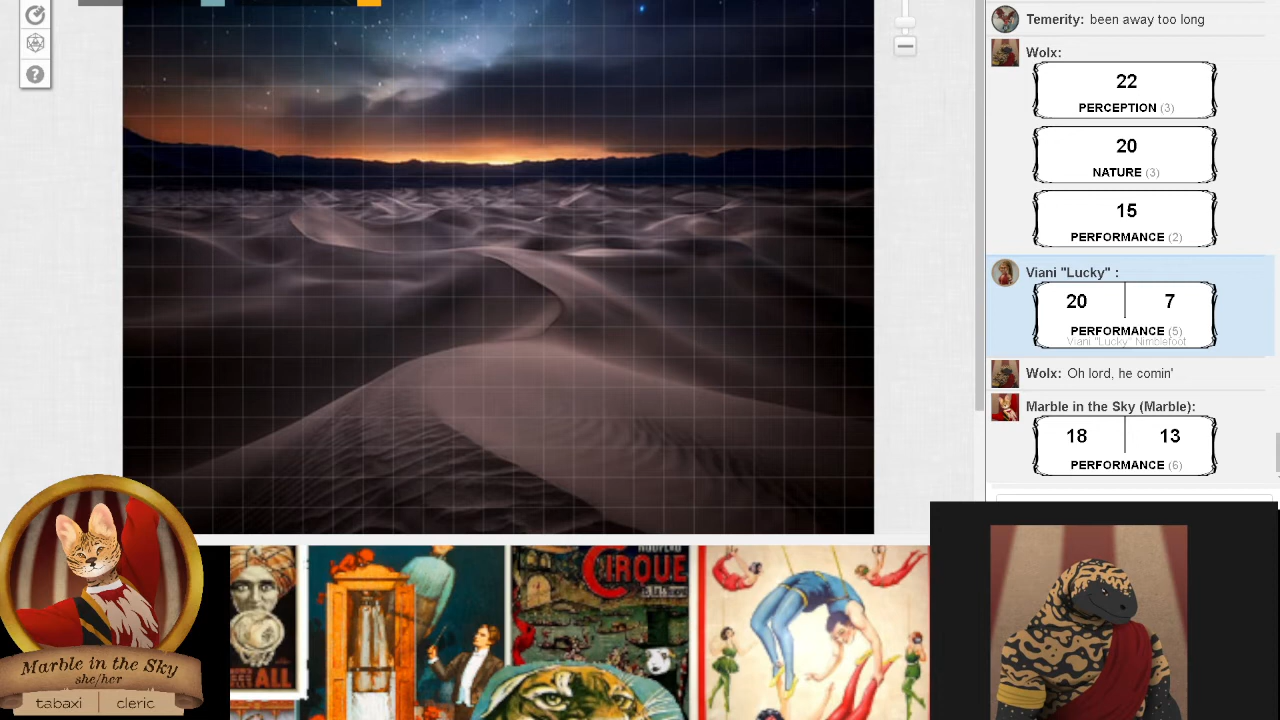 Temerity: been away too long
Wolx:
22
PERCEPTION (3)
20
NATURE (3)
15
PERFORMANCE (2)
Viani "Lucky" :
20 7
PERFORMANCE (5)
Viani "Lucky" Nimblefoot
Wolx: Oh lord, he comin'
Marble in the Sky (Marble):
18 13
PERFORMANCE (6)
Marble in the Sky
she/her
tabaxi | cleric
ALL
CIRQUE